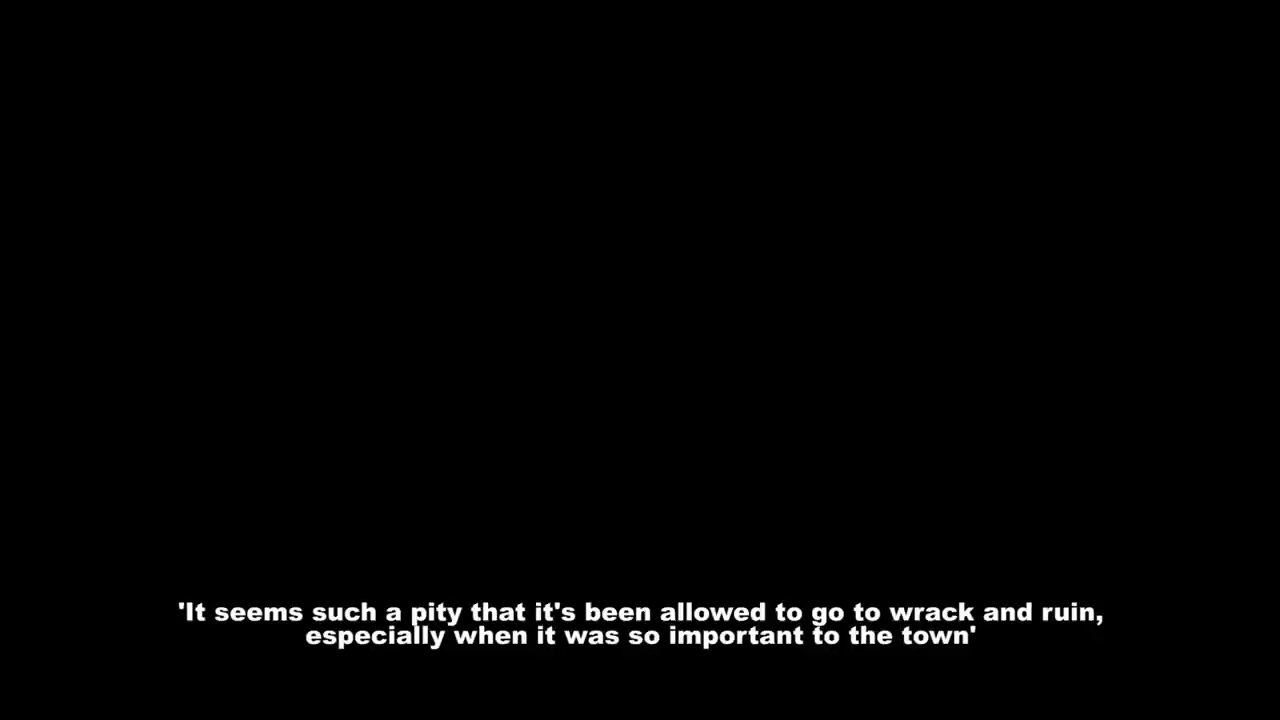 'It seems such a pity that it's been allowed to go to wrack and ruin,
especially when it was so important to the town'